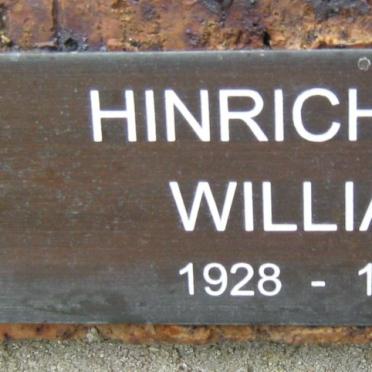 HINRICH
WILLIA
1928 - 1